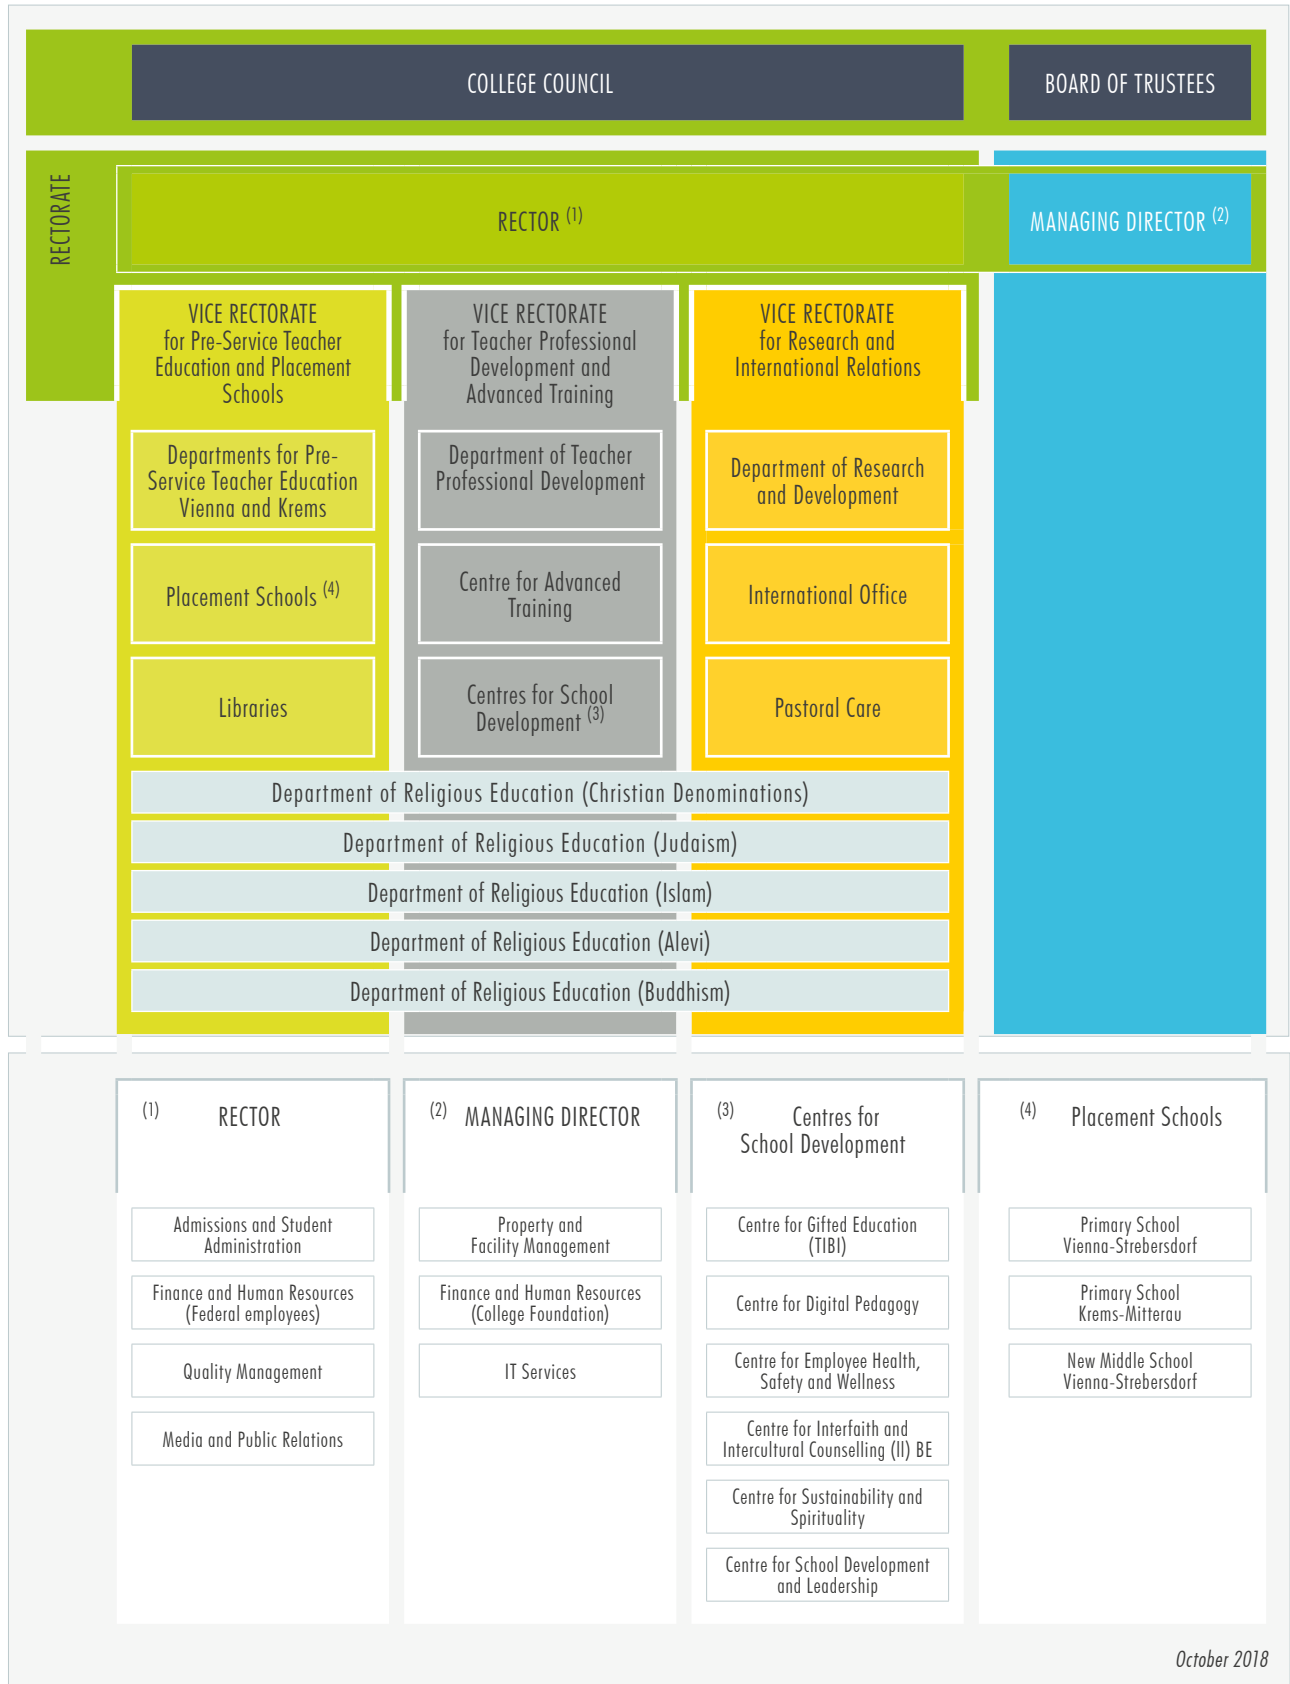 COLLEGE COUNCIL
BOARD OF TRUSTEES
RECTORATE
RECTOR (1)
MANAGING DIRECTOR (2)
VICE RECTORATE
for Pre-Service Teacher
Education and Placement
Schools
VICE RECTORATE
for Teacher Professional
Development and
Advanced Training
VICE RECTORATE
for Research and
International Relations
Departments for Pre-
Service Teacher Education
Vienna and Krems
Department of Teacher
Professional Development
Department of Research
and Development
Placement Schools (4)
Centre for Advanced
Training
International Office
Libraries
Centres for School
Development (3)
Pastoral Care
Department of Religious Education (Christian Denominations)
Department of Religious Education (Judaism)
Department of Religious Education (Islam)
Department of Religious Education (Alevi)
Department of Religious Education (Buddhism)
(1) RECTOR
Admissions and Student
Administration
Finance and Human Resources
(Federal employees)
Quality Management
Media and Public Relations
(2) MANAGING DIRECTOR
Property and
Facility Management
Finance and Human Resources
(College Foundation)
IT Services
(3) Centres for
School Development
Centre for Gifted Education
(TIBI)
Centre for Digital Pedagogy
Centre for Employee Health,
Safety and Wellness
Centre for Interfaith and
Intercultural Counselling (II) BE
Centre for Sustainability and
Spirituality
Centre for School Development
and Leadership
(4) Placement Schools
Primary School
Vienna-Strebersdorf
Primary School
Krems-Mitterau
New Middle School
Vienna-Strebersdorf
October 2018